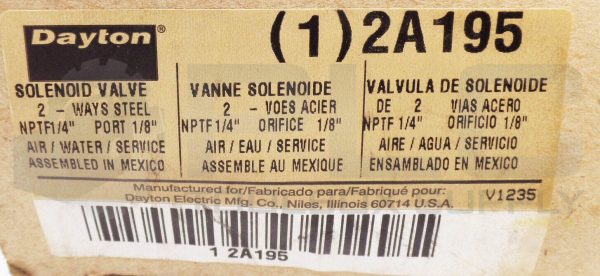 Dayton®
(1) 2A195
SOLENOID VALVE
2 - WAYS STEEL
NPTF1/4" PORT 1/8"
AIR / WATER / SERVICE
ASSEMBLED IN MEXICO
VANNE SOLENOIDE
2 - VOES ACIER
NPTF 1/4" ORIFICE 1/8"
AIR / EAU / SERVICE
ASSEMBLE AU MEXIQUE
VALVULA DE SOLENOIDE
DE 2 VIAS ACERO
NPTF 1/4" ORIFICIO 1/8"
AIRE / AGUA / SERVICIO
ENSAMBLADO EN MEXICO
Manufactured for/Fabricado para/Fabriqué pour:
Dayton Electric Mfg. Co., Niles, Illinois 60714 U.S.A.
V1235
1 2A195